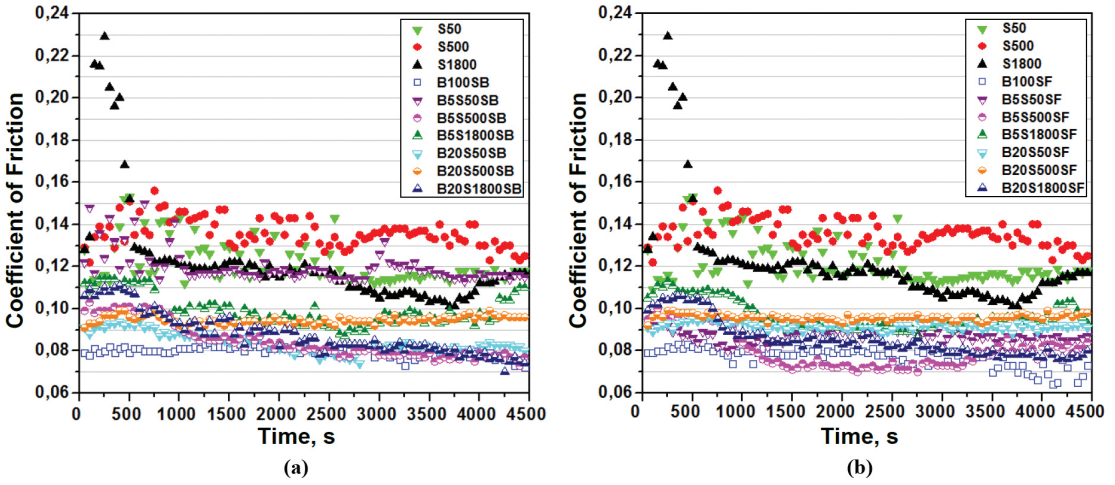 0,24
0,22
0,20
0,18
0,16
0,14
0,12
0,10
0,08
0,06
Coefficient of Friction
S50
S500
S1800
B100SB
B5S50SB
B5S500SB
B5S1800SB
B20S50SB
B20S500SB
B20S1800SB
0 500 1000 1500 2000 2500 3000 3500 4000 4500
Time, s
(a)
0,24
0,22
0,20
0,18
0,16
0,14
0,12
0,10
0,08
0,06
Coefficient of Friction
S50
S500
S1800
B100SF
B5S50SF
B5S500SF
B5S1800SF
B20S50SF
B20S500SF
B20S1800SF
0 500 1000 1500 2000 2500 3000 3500 4000 4500
Time, s
(b)